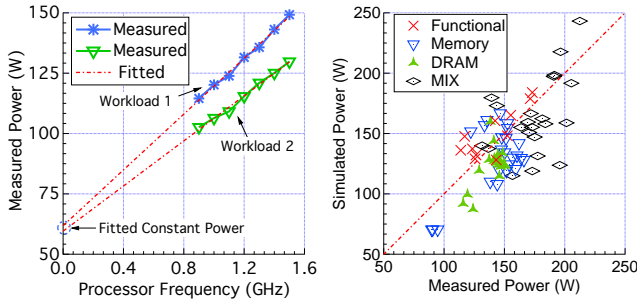 150
125
100
75
50
Measured Power (W)
Measured
Measured
Fitted
Workload 1
Workload 2
Fitted Constant Power
0.0 0.4 0.8 1.2 1.6
Processor Frequency (GHz)
250
200
150
100
50
Simulated Power (W)
Functional
Memory
DRAM
MIX
50 100 150 200 250
Measured Power (W)